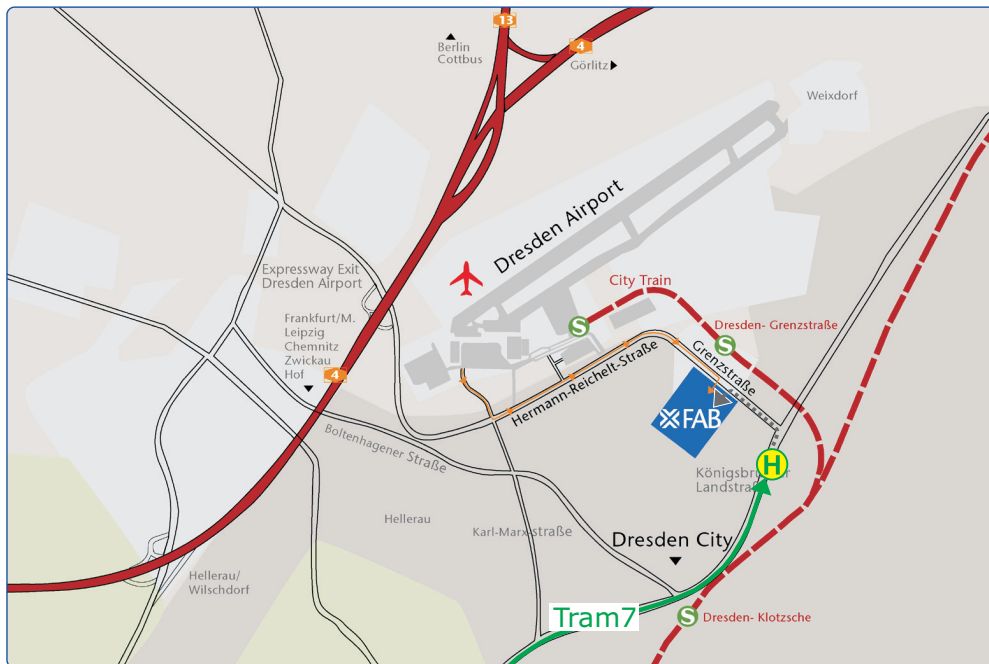 13
4
Berlin
Cottbus
Görlitz
Weixdorf
Dresden Airport
Expressway Exit
Dresden Airport
City Train
S
Frankfurt/M.
Leipzig
Chemnitz
Zwickau
Hof
Dresden- Grenzstraße
S
Grenzstraße
4
Hermann-Reichelt-Straße
FAB
Boltenhagener Straße
H
Landstraße
Hellerau
Karl-Marx-straße
Dresden City
Hellerau/
Wilschdorf
Tram7
S
Dresden- Klotzsche